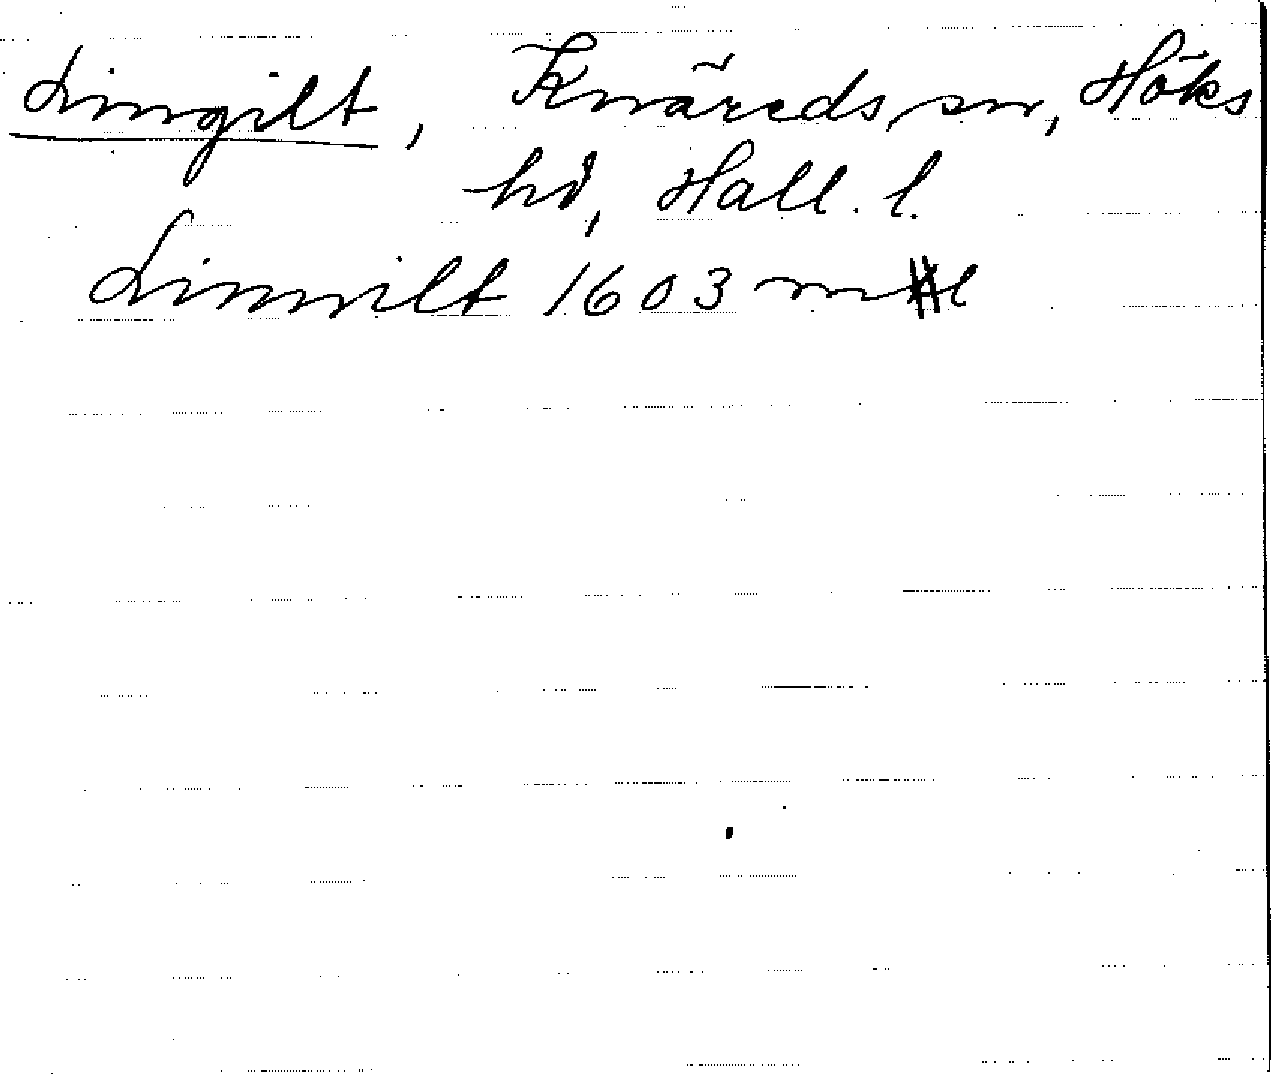 Lingilt, Knäreds sn, Höks
hd, Hall. l.
Linnilt 1603